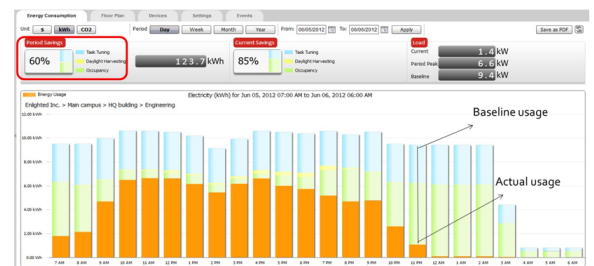 Energy Consumption Floor Plan Devices Settings Events
Unit $ kWh CO2 Period Day Week Month Year From: 06/05/2012 To: 06/06/2012 Apply Save as PDF
Period Savings
60%
Task Tuning
Daylight Harvesting
Occupancy
123.7 kWh
Current Savings
85%
Task Tuning
Daylight Harvesting
Occupancy
Load
Current 1.4 kW
Period Peak 6.6 kW
Baseline 9.4 kW
Energy Usage
Electricity (kWh) for Jun 05, 2012 07:00 AM to Jun 06, 2012 06:00 AM
Enlighted Inc. > Main campus > HQ building > Engineering
12.00 kWh
10.00 kWh
8.00 kWh
6.00 kWh
4.00 kWh
2.00 kWh
0.00 kWh
Baseline usage
Actual usage
7 AM 8 AM 9 AM 10 AM 11 AM 12 PM 1 PM 2 PM 3 PM 4 PM 5 PM 6 PM 7 PM 8 PM 9 PM 10 PM 11 PM 12 AM 1 AM 2 AM 3 AM 4 AM 5 AM 6 AM